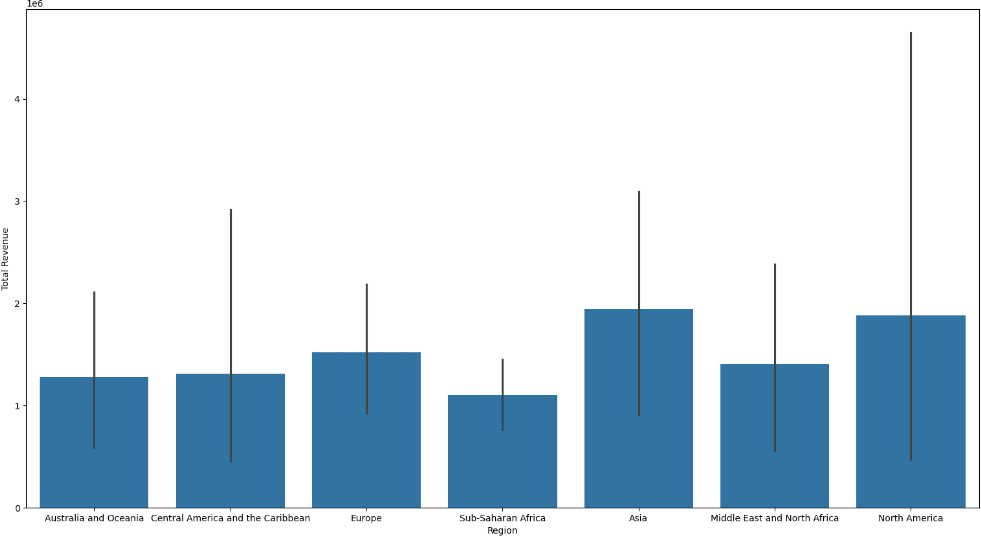 1e6
4
3
2
1
0
Total Revenue
Australia and Oceania Central America and the Caribbean Europe Sub-Saharan Africa Asia Middle East and North Africa North America
Region